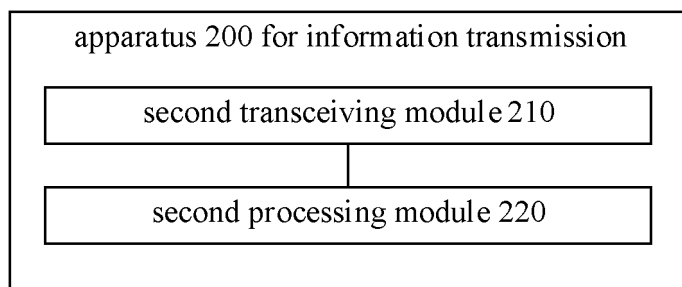 apparatus 200 for information transmission
second transceiving module 210
second processing module 220